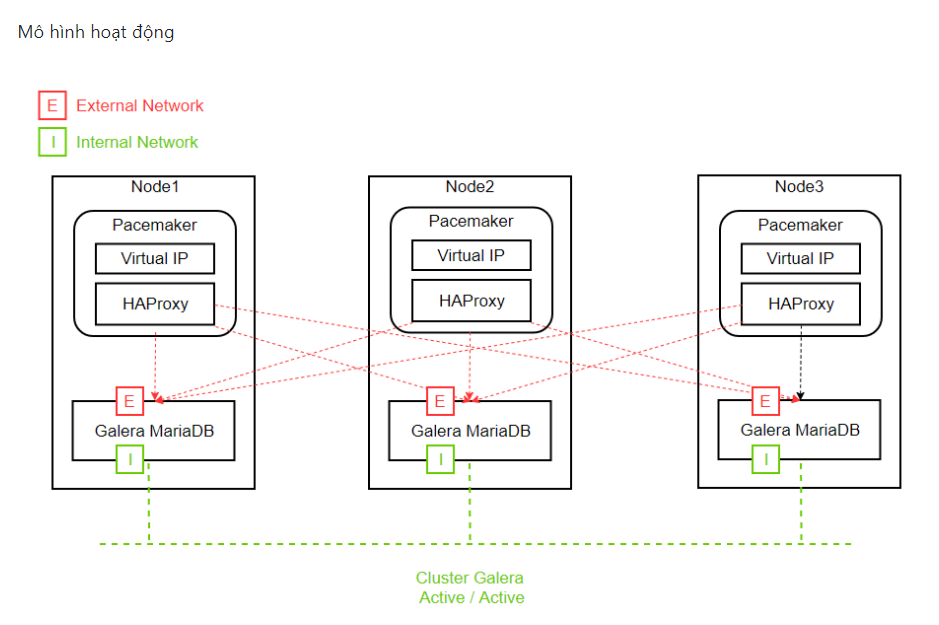 Mô hình hoạt động
E External Network
I Internal Network
Node1
Pacemaker
Virtual IP
HAProxy
E
Galera MariaDB
I
Node2
Pacemaker
Virtual IP
HAProxy
E
Galera MariaDB
I
Node3
Pacemaker
Virtual IP
HAProxy
E
Galera MariaDB
I
Cluster Galera
Active / Active